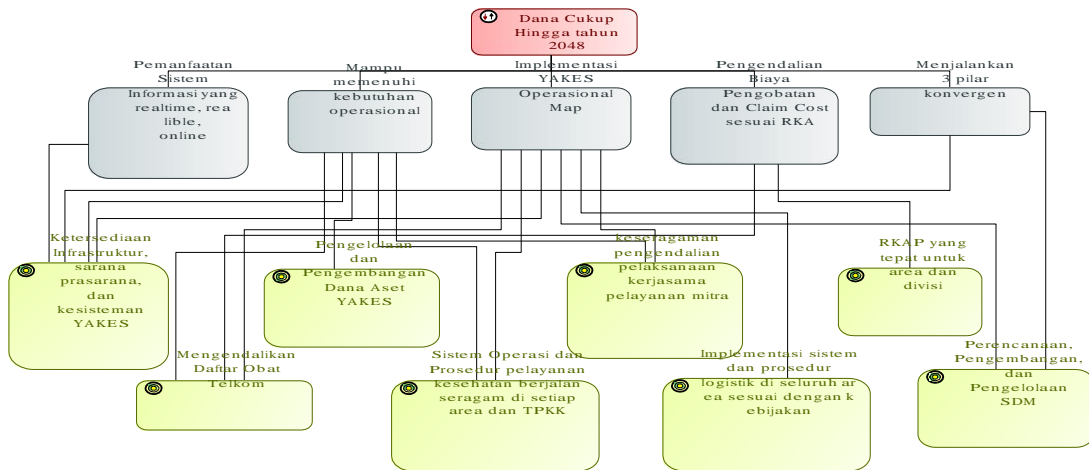 Dana Cukup
Hingga tahun
2048
Pemanfaatan
Sistem
Informasi yang
realtime, rea
lible,
online
Mampu
memenuhi
kebutuhan
operasional
Implementasi
YAKES
Operasional
Map
Pengendalian
Biaya
Pengobatan
dan Claim Cost
sesuai RKA
Menjalankan
3 pilar
konvergen
Ketersediaan
Infrastruktur,
sarana
prasarana,
dan
kesisteman
YAKES
Pengelolaan
dan
Pengembangan
Dana Aset
YAKES
keseragaman
pengendalian
pelaksanaan
kerjasama
pelayanan mitra
RKAP yang
tepat untuk
area dan
divisi
Mengendalikan
Daftar Obat
Telkom
Sistem Operasi dan
Prosedur pelayanan
kesehatan berjalan
seragam di setiap
area dan TPKK
Implementasi sistem
dan prosedur
logistik di seluruh ar
ea sesuai dengan k
ebijakan
Perencanaan,
Pengembangan,
dan
Pengelolaan
SDM